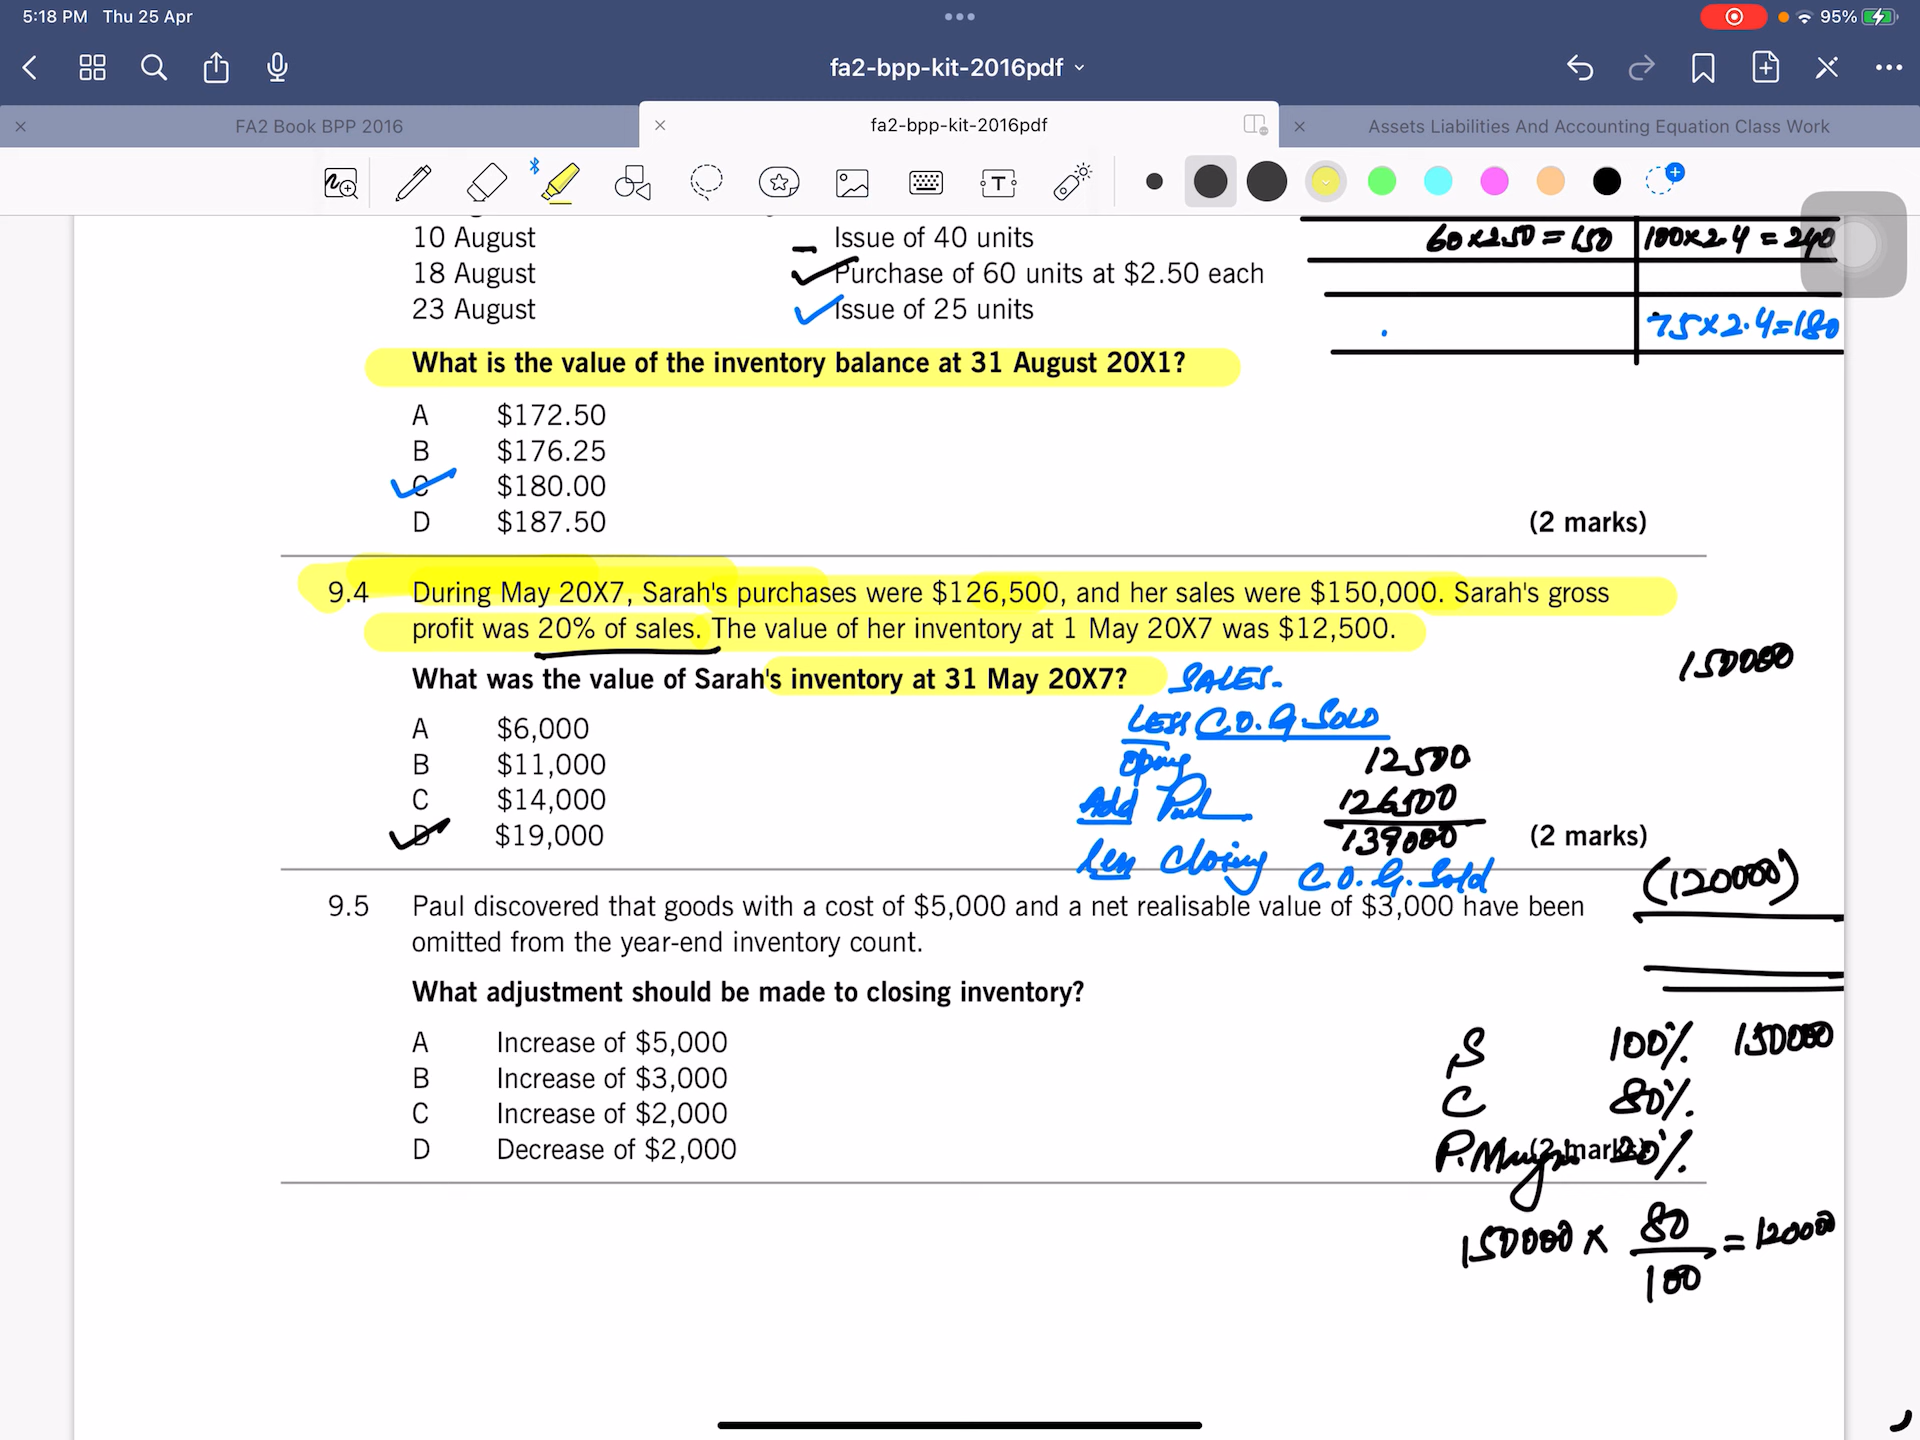 5:18 PM Thu 25 Apr
95%
fa2-bpp-kit-2016pdf
FA2 Book BPP 2016
fa2-bpp-kit-2016pdf
Assets Liabilities And Accounting Equation Class Work
10 August Issue of 40 units
60x2.50 = 150 100x2.4 = 240
18 August Purchase of 60 units at $2.50 each
23 August Issue of 25 units
75x2.4=180
What is the value of the inventory balance at 31 August 20X1?
A $172.50
B $176.25
C $180.00
D $187.50 (2 marks)
9.4 During May 20X7, Sarah's purchases were $126,500, and her sales were $150,000. Sarah's gross
profit was 20% of sales. The value of her inventory at 1 May 20X7 was $12,500.
150000
What was the value of Sarah's inventory at 31 May 20X7?
SALES-
LESS C.O.G. SOLD
A $6,000
B $11,000
12500
C $14,000
Add 126500
D $19,000 (2 marks)
139000
less Closing C.O.G. Sold (120000)
9.5 Paul discovered that goods with a cost of $5,000 and a net realisable value of $3,000 have been
omitted from the year-end inventory count.
What adjustment should be made to closing inventory?
A Increase of $5,000
B Increase of $3,000
C Increase of $2,000
D Decrease of $2,000 (2 marks)
S 100% 150000
C 80%
P. 20%
150000 x 80/100 = 120000